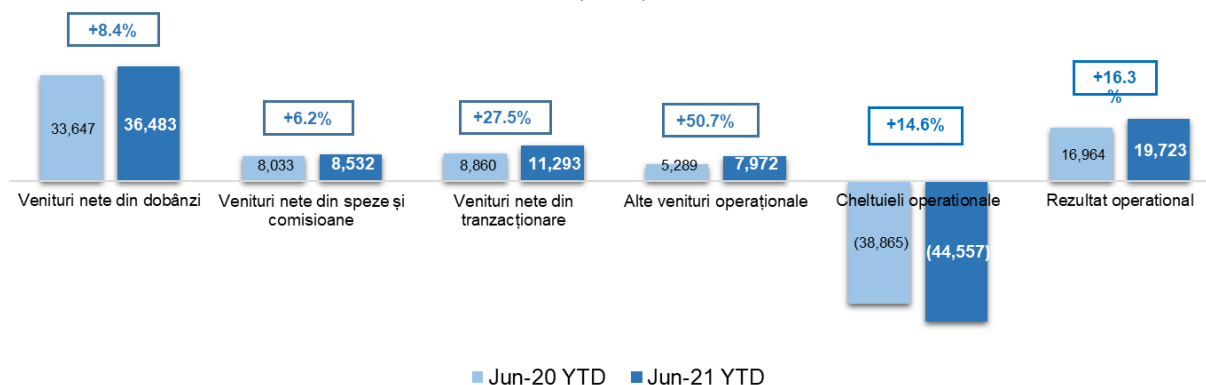 +8.4%
+6.2%
+27.5%
+50.7%
+14.6%
+16.3
%
33,647
36,483
8,033
8,532
8,860
11,293
5,289
7,972
16,964
19,723
Venituri nete din dobânzi
Venituri nete din speze și
comisioane
Venituri nete din
tranzacționare
Alte venituri operaționale
Cheltuieli operationale
Rezultat operational
(38,865)
(44,557)
Jun-20 YTD
Jun-21 YTD